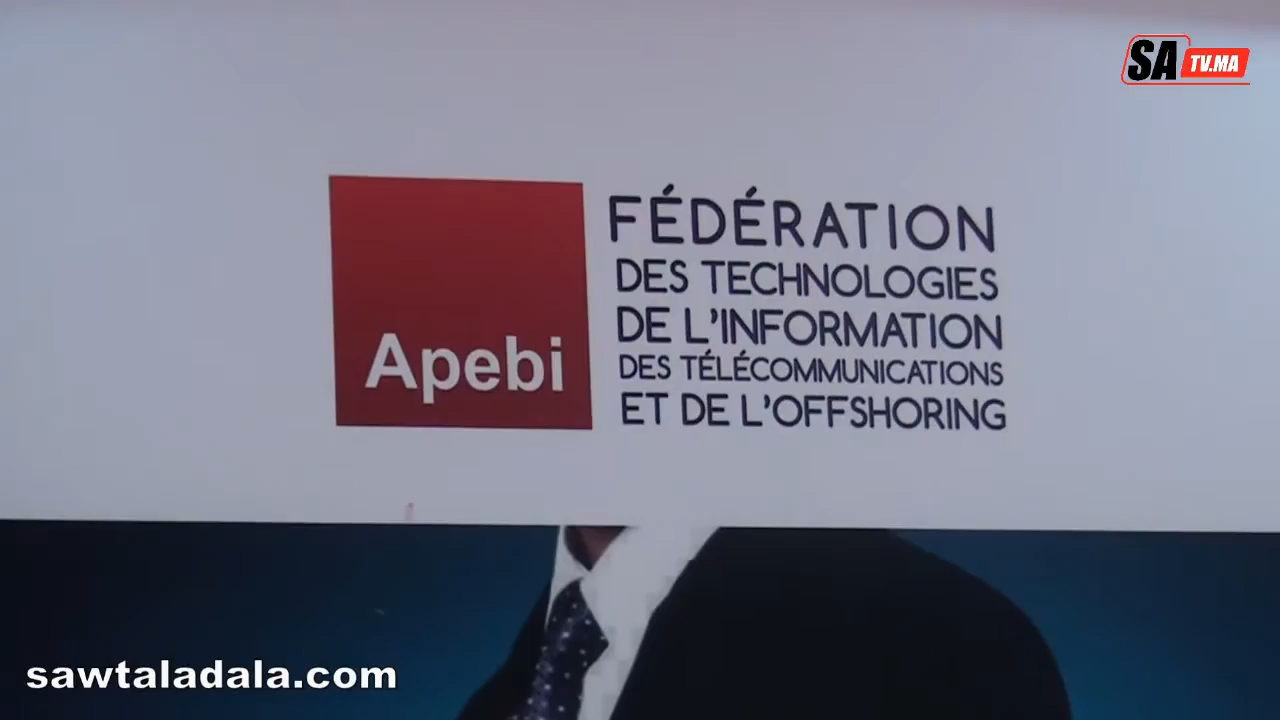 SA TV.MA
Apebi
FÉDÉRATION
DES TECHNOLOGIES
DE L'INFORMATION
DES TÉLÉCOMMUNICATIONS
ET DE L'OFFSHORING
sawtaladala.com